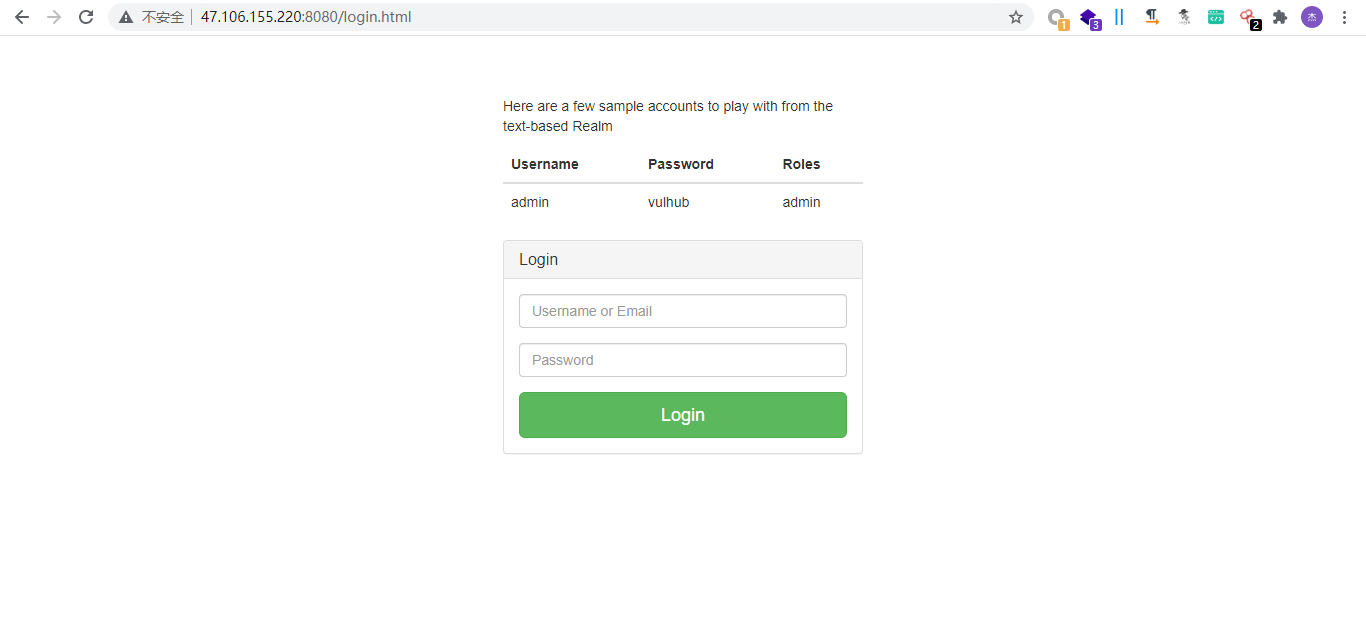 不安全 47.106.155.220:8080/login.html
1
3
2
杰
Here are a few sample accounts to play with from the
text-based Realm
Username Password Roles
admin vulhub admin
Login
Username or Email
Password
Login